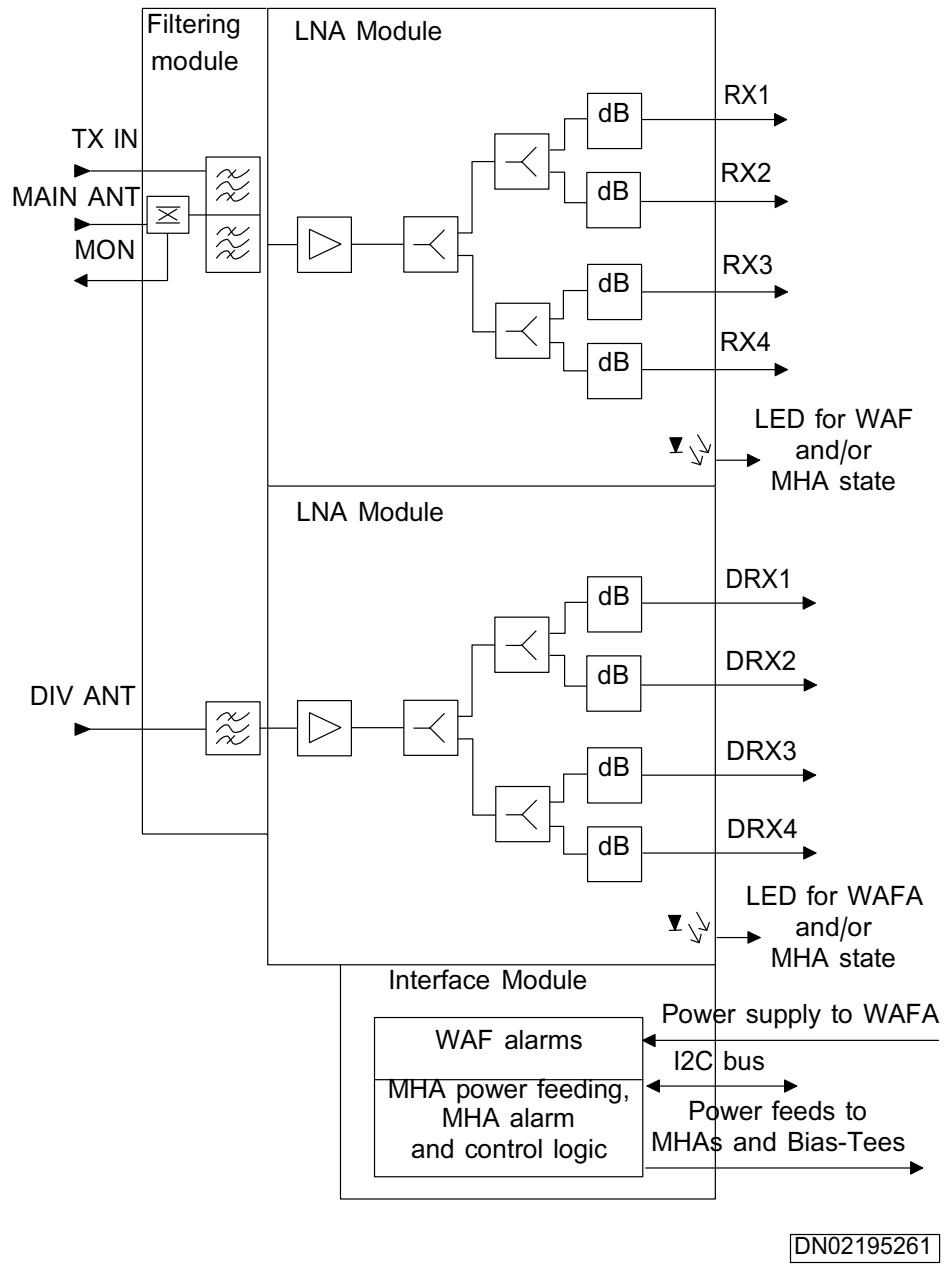 Filtering
module
LNA Module
TX IN
MAIN ANT
MON
dB
RX1
dB
RX2
dB
RX3
dB
RX4
LED for WAF
and/or
MHA state
LNA Module
DIV ANT
dB
DRX1
dB
DRX2
dB
DRX3
dB
DRX4
LED for WAFA
and/or
MHA state
Interface Module
WAF alarms
MHA power feeding,
MHA alarm
and control logic
Power supply to WAFA
I2C bus
Power feeds to
MHAs and Bias-Tees
DN02195261